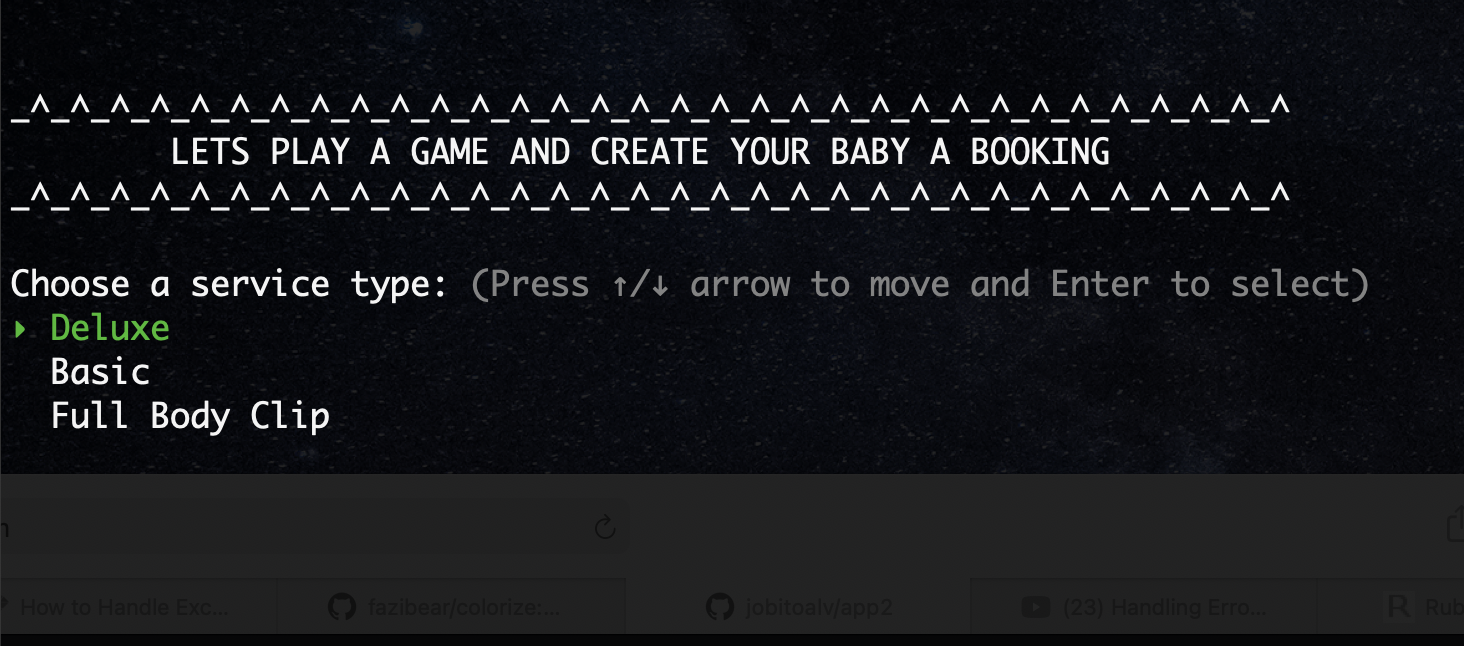 _^_^_^_^_^_^_^_^_^_^_^_^_^_^_^_^_^_^_^_^_^_^_^_^_^_^_^_^_^_^_^_^
LETS PLAY A GAME AND CREATE YOUR BABY A BOOKING
_^_^_^_^_^_^_^_^_^_^_^_^_^_^_^_^_^_^_^_^_^_^_^_^_^_^_^_^_^_^_^_^
Choose a service type: (Press ↑/↓ arrow to move and Enter to select)
‣ Deluxe
Basic
Full Body Clip
How to Handle Exc... fazibear/colorize:... jobitoalv/app2 (23) Handling Erro... R